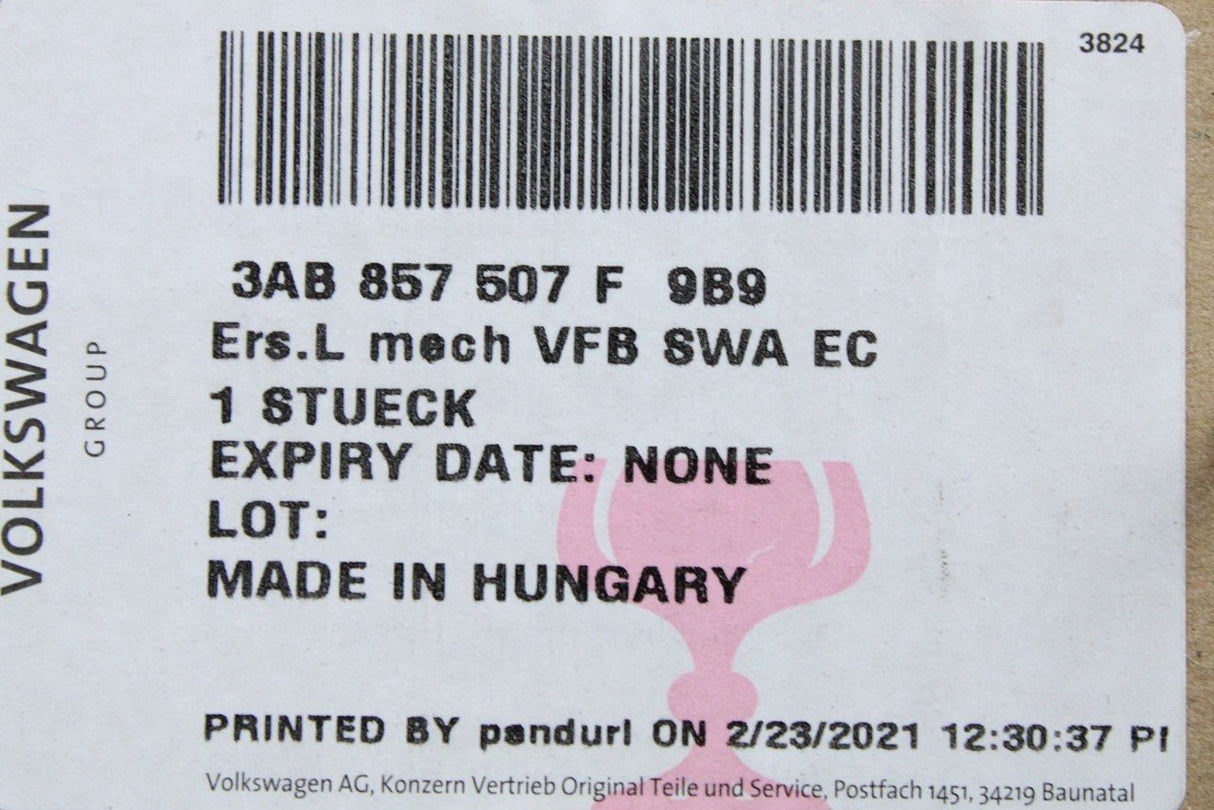 3824
VOLKSWAGEN
GROUP
3AB 857 507 F 9B9
Ers.L mech VFB SWA EC
1 STUECK
EXPIRY DATE: NONE
LOT:
MADE IN HUNGARY
PRINTED BY pandurl ON 2/23/2021 12:30:37
Volkswagen AG, Konzern Vertrieb Original Teile und Service, Postfach 1451, 34219 Baunatal